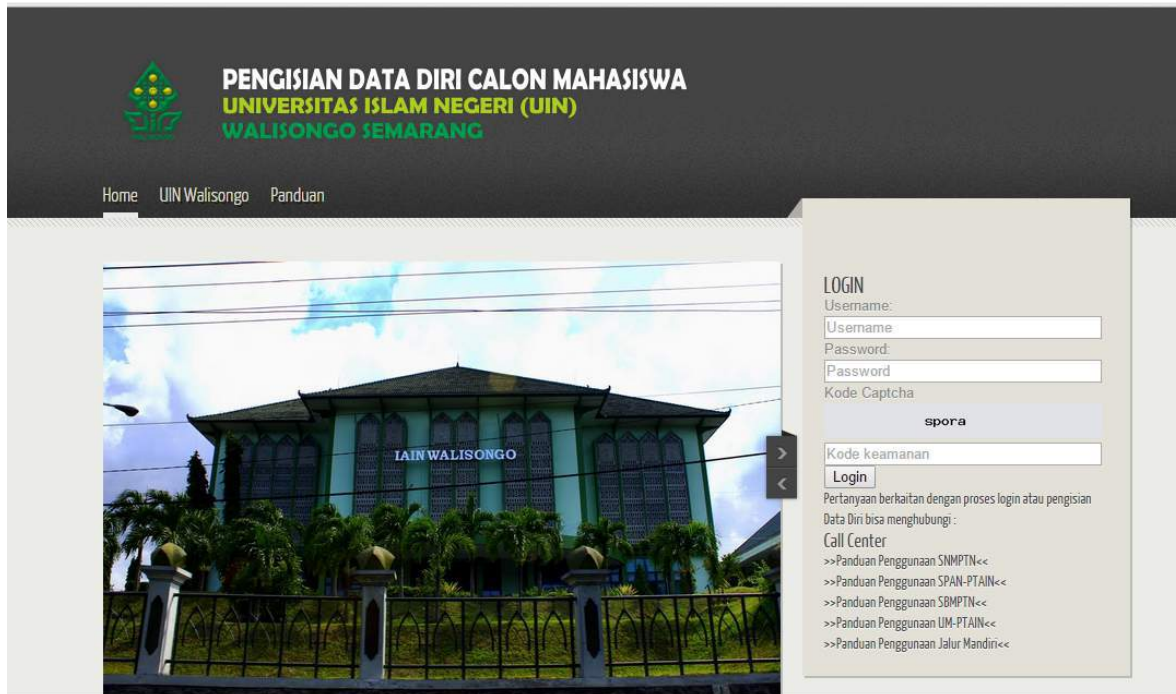 PENGISIAN DATA DIRI CALON MAHASISWA
UNIVERSITAS ISLAM NEGERI (UIN)
WALISONGO SEMARANG
Home UIN Walisongo Panduan
IAIN WALISONGO
LOGIN
Username:
Username
Password:
Password
Kode Captcha
spora
Kode keamanan
Login
Pertanyaan berkaitan dengan proses login atau pengisian
Data Diri bisa menghubungi :
Call Center
>>Panduan Penggunaan SNMPTN<<
>>Panduan Penggunaan SPAN-PTAIN<<
>>Panduan Penggunaan SBMPTN<<
>>Panduan Penggunaan UM-PTAIN<<
>>Panduan Penggunaan Jalur Mandiri<<